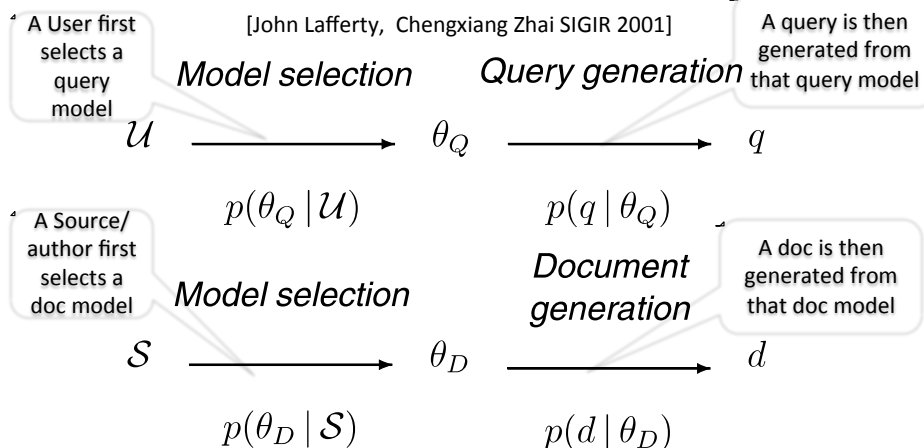 [John Lafferty, Chengxiang Zhai SIGIR 2001]
A User first
selects a
query
model
Model selection
Query generation
A query is then
generated from
that query model
𝒰
θ_Q
q
p(θ_Q | 𝒰)
p(q | θ_Q)
A Source/
author first
selects a
doc model
Model selection
Document
generation
A doc is then
generated from
that doc model
𝒮
θ_D
d
p(θ_D | 𝒮)
p(d | θ_D)